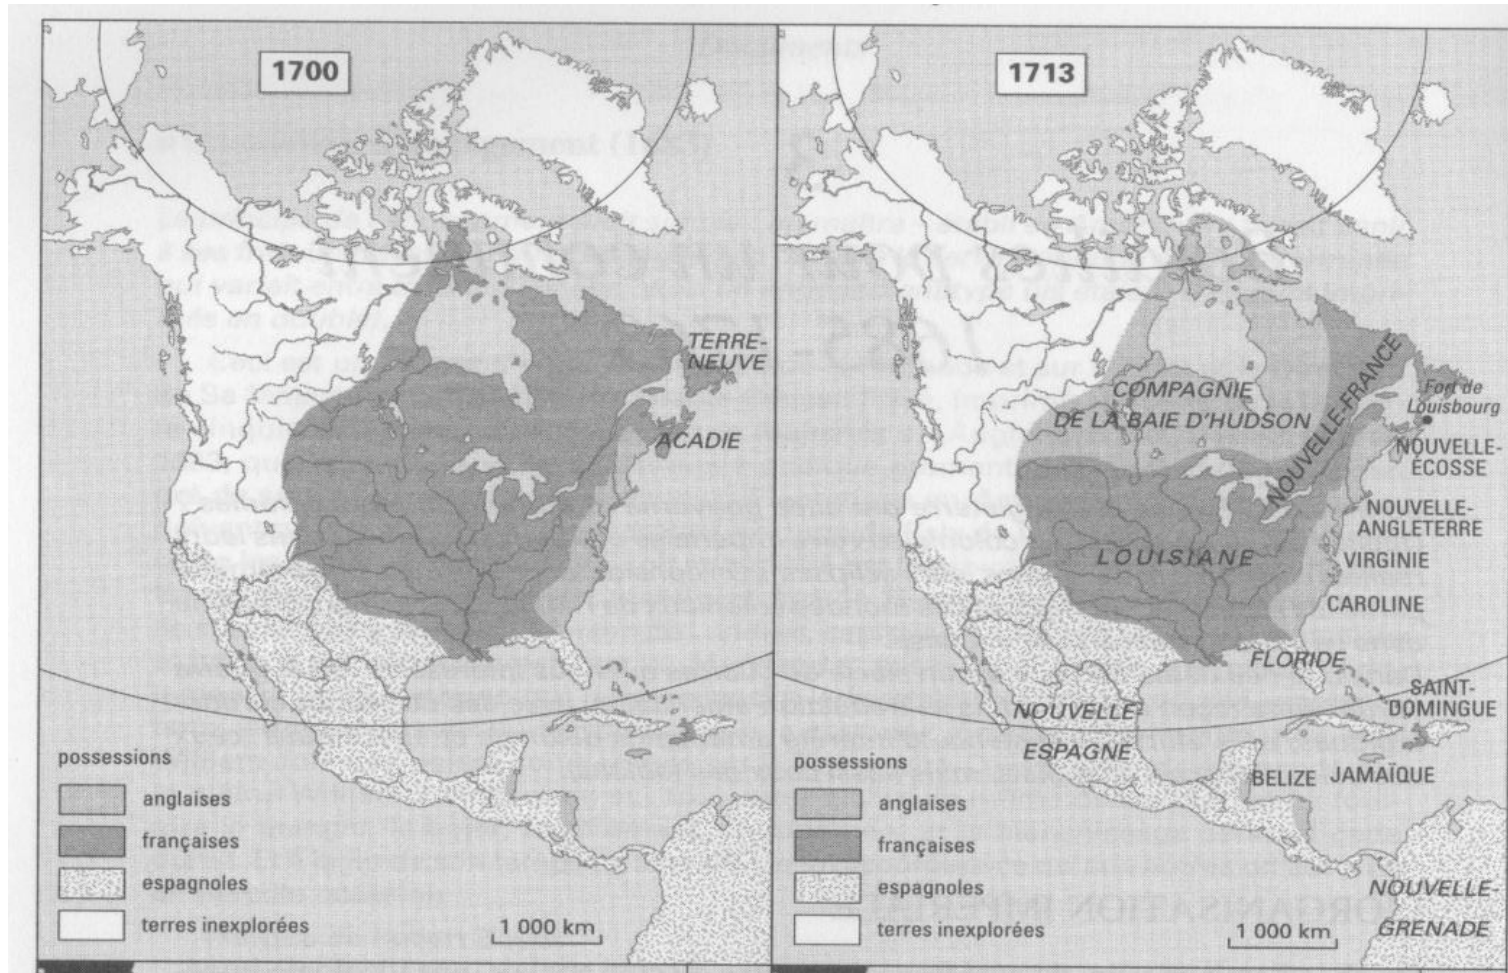 1700
TERRE-
NEUVE
ACADIE
possessions
anglaises
françaises
espagnoles
terres inexplorées
1 000 km
1713
COMPAGNIE
DE LA BAIE D'HUDSON
NOUVELLE-FRANCE
Fort de
Louisbourg
NOUVELLE-
ÉCOSSE
NOUVELLE-
ANGLETERRE
LOUISIANE
VIRGINIE
CAROLINE
FLORIDE
SAINT-
DOMINGUE
NOUVELLE
ESPAGNE
BELIZE
JAMAÏQUE
possessions
anglaises
françaises
espagnoles
terres inexplorées
1 000 km
NOUVELLE-
GRENADE